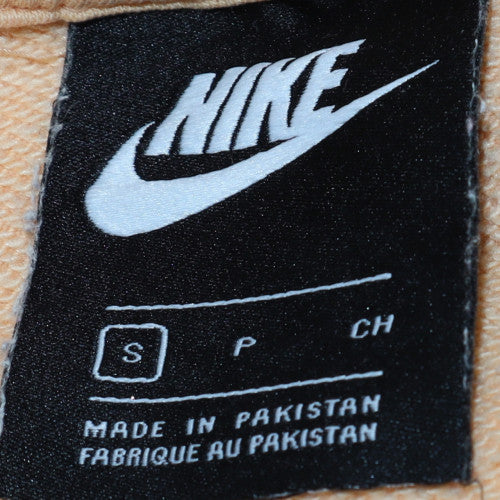 NIKE
S P CH
MADE IN PAKISTAN
FABRIQUE AU PAKISTAN